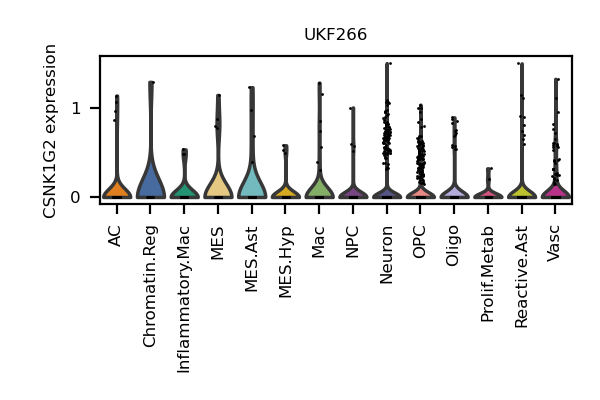 UKF266
CSNK1G2 expression
1
0
AC
Chromatin.Reg
Inflammatory.Mac
MES
MES.Ast
MES.Hyp
Mac
NPC
Neuron
OPC
Oligo
Prolif.Metab
Reactive.Ast
Vasc